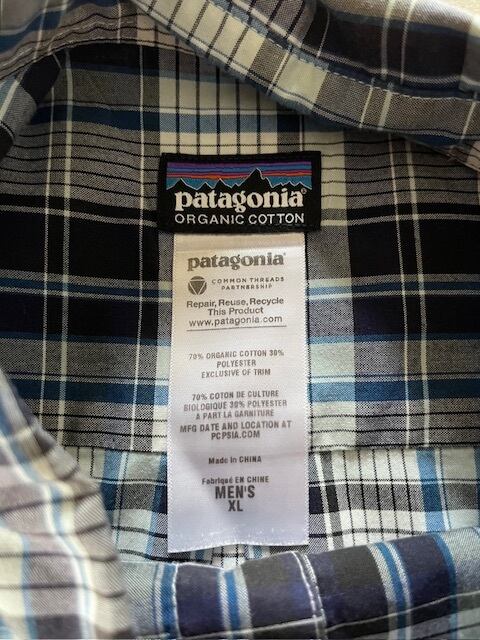 patagonia®
ORGANIC COTTON
patagonia®
COMMON THREADS
PARTNERSHIP
Repair, Reuse, Recycle
This Product
www.patagonia.com
70% ORGANIC COTTON 30%
POLYESTER
EXCLUSIVE OF TRIM
70% COTON DE CULTURE
BIOLOGIQUE 30% POLYESTER
A PART LA GARNITURE
MFG DATE AND LOCATION AT
PCPSIA.COM
Made in CHINA
Fabriqué EN CHINE
MEN'S
XL